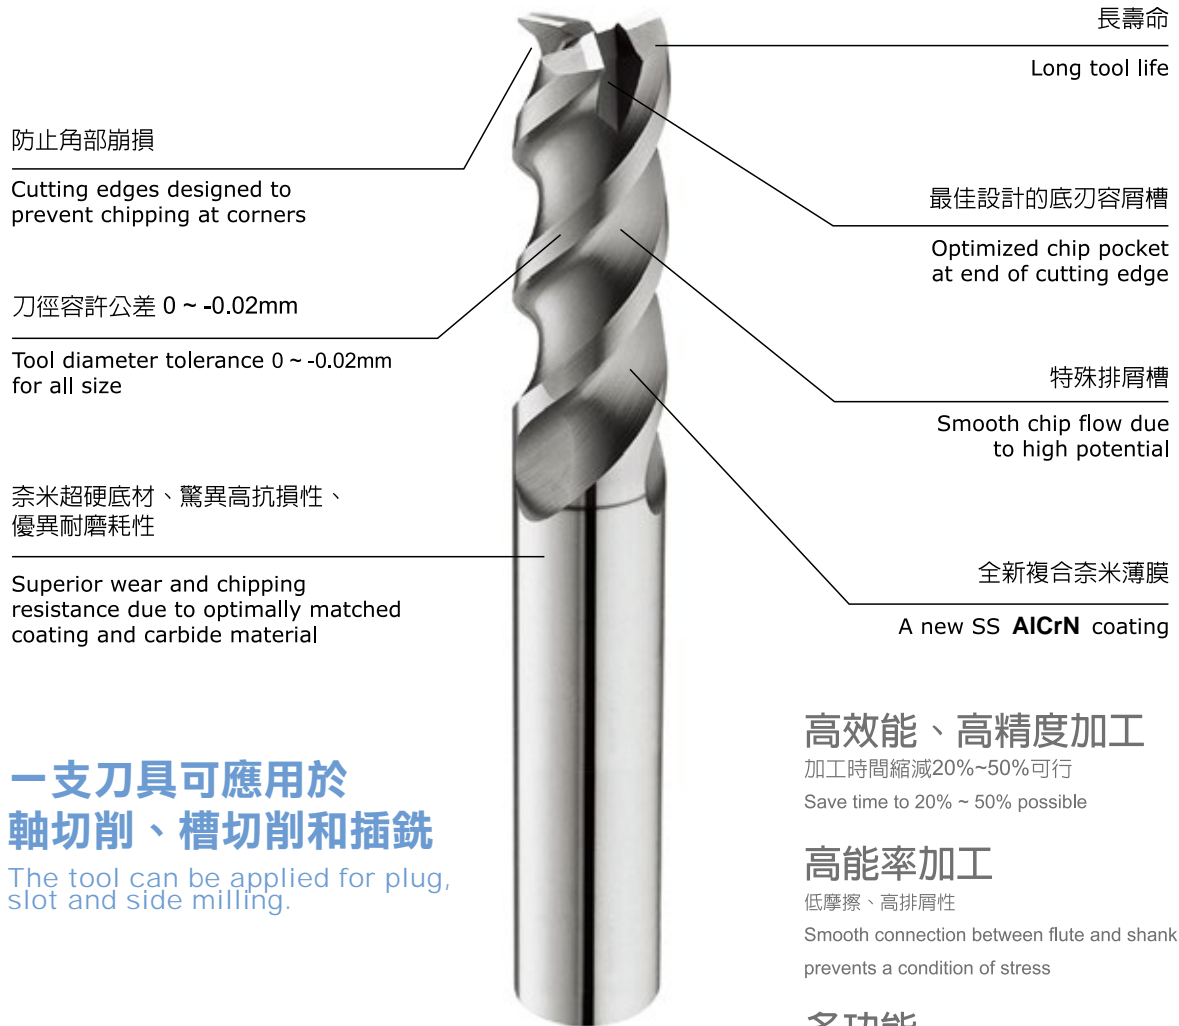 長壽命
Long tool life
防止角部崩損
Cutting edges designed to
prevent chipping at corners
最佳設計的底刃容屑槽
Optimized chip pocket
at end of cutting edge
刀徑容許公差 0 ~ -0.02mm
Tool diameter tolerance 0 ~ -0.02mm
for all size
特殊排屑槽
Smooth chip flow due
to high potential
奈米超硬底材、驚異高抗損性、
優異耐磨耗性
Superior wear and chipping
resistance due to optimally matched
coating and carbide material
全新複合奈米薄膜
A new SS AlCrN coating
一支刀具可應用於
軸切削、槽切削和插銑
The tool can be applied for plug,
slot and side milling.
高效能、高精度加工
加工時間縮減20%~50%可行
Save time to 20% ~ 50% possible
高能率加工
低摩擦、高排屑性
Smooth connection between flute and shank
prevents a condition of stress
多功能